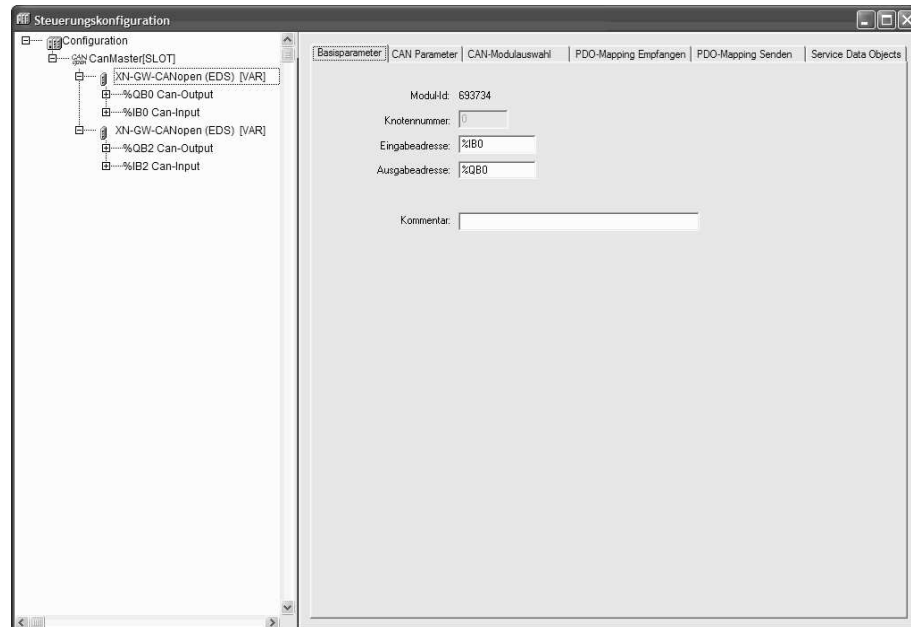 Steuerungskonfiguration
Configuration
CAN open CanMaster[SLOT]
XN-GW-CANopen (EDS) [VAR]
%QB0 Can-Output
%IB0 Can-Input
XN-GW-CANopen (EDS) [VAR]
%QB2 Can-Output
%IB2 Can-Input
Basisparameter CAN Parameter CAN-Modulauswahl PDO-Mapping Empfangen PDO-Mapping Senden Service Data Objects
Modul-Id: 693734
Knotennummer: 0
Eingabeadresse: %IB0
Ausgabeadresse: %QB0
Kommentar: